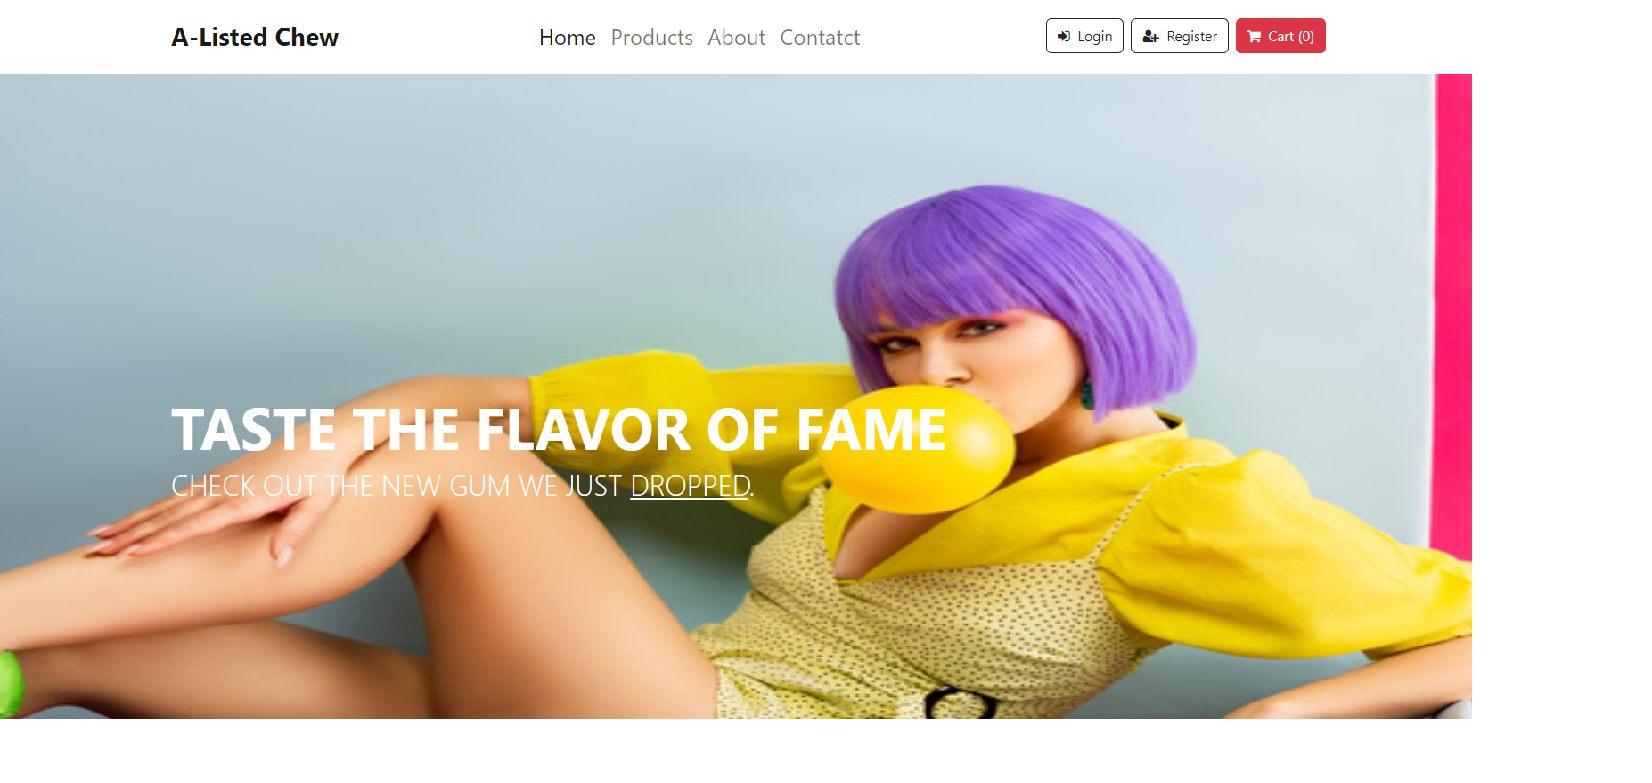 A-Listed Chew
Home Products About Contatct
Login Register Cart (0)
TASTE THE FLAVOR OF FAME
CHECK OUT THE NEW GUM WE JUST DROPPED.